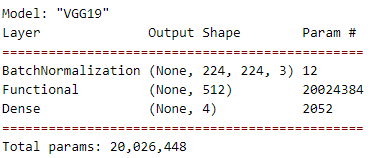 Model: "VGG19"
Layer Output Shape Param #
================================================
BatchNormalization (None, 224, 224, 3) 12
Functional (None, 512) 20024384
Dense (None, 4) 2052
================================================
Total params: 20,026,448